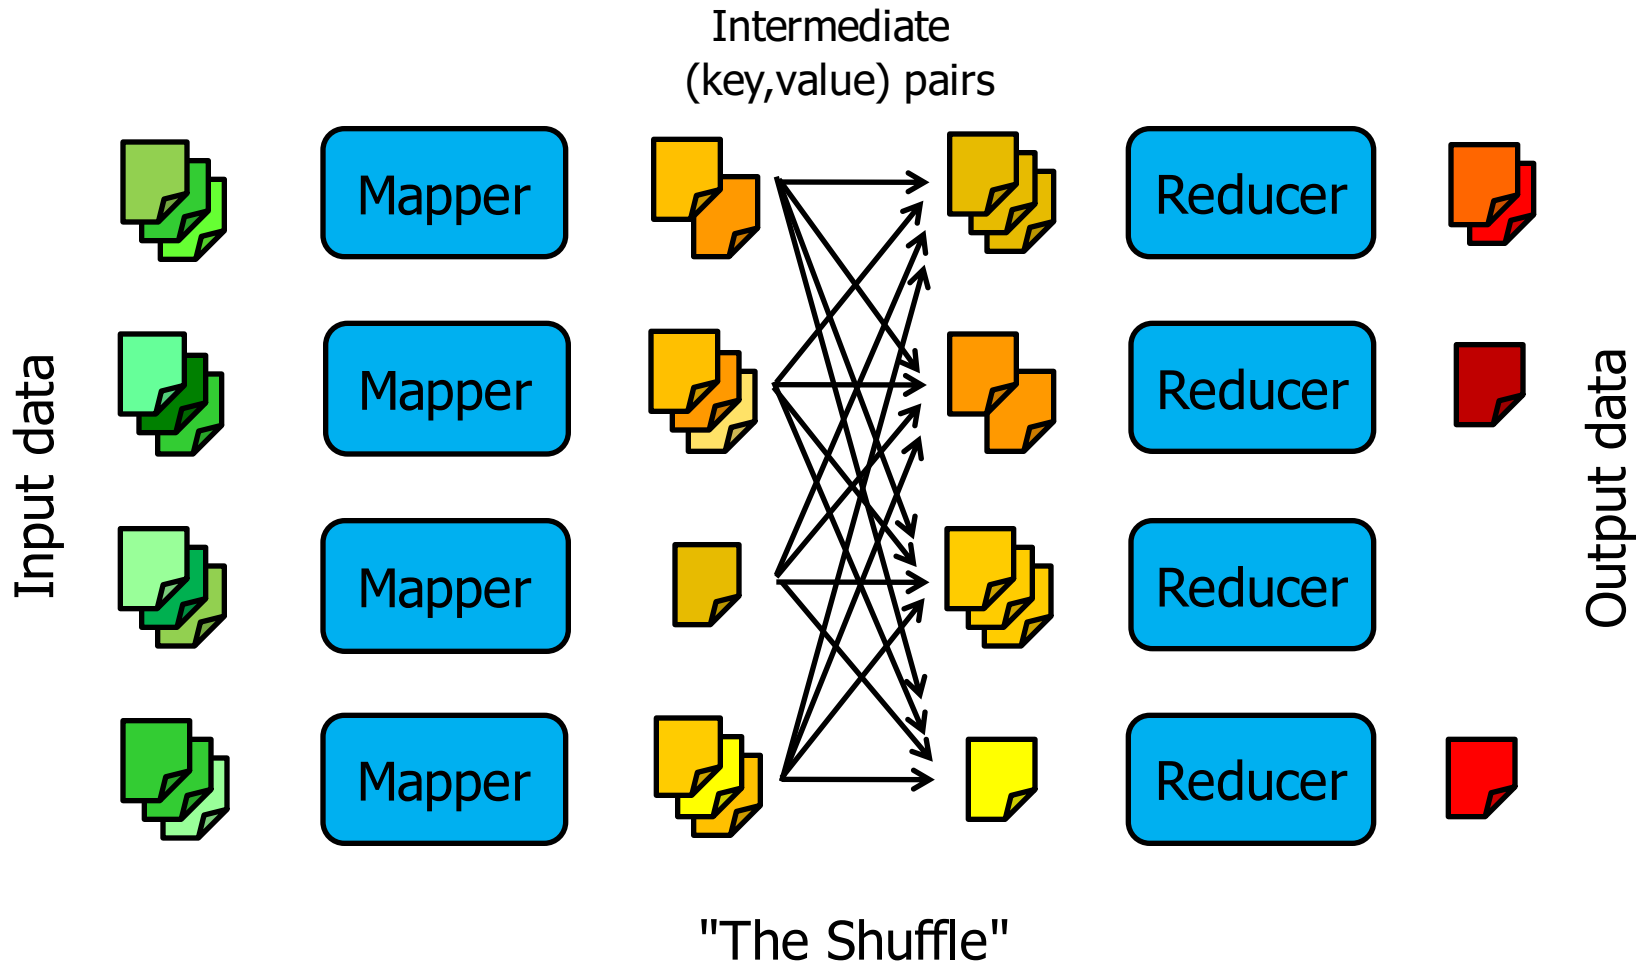 Intermediate
(key,value) pairs
Input data
Mapper
Reducer
Mapper
Reducer
Mapper
Reducer
Mapper
Reducer
Output data
"The Shuffle"